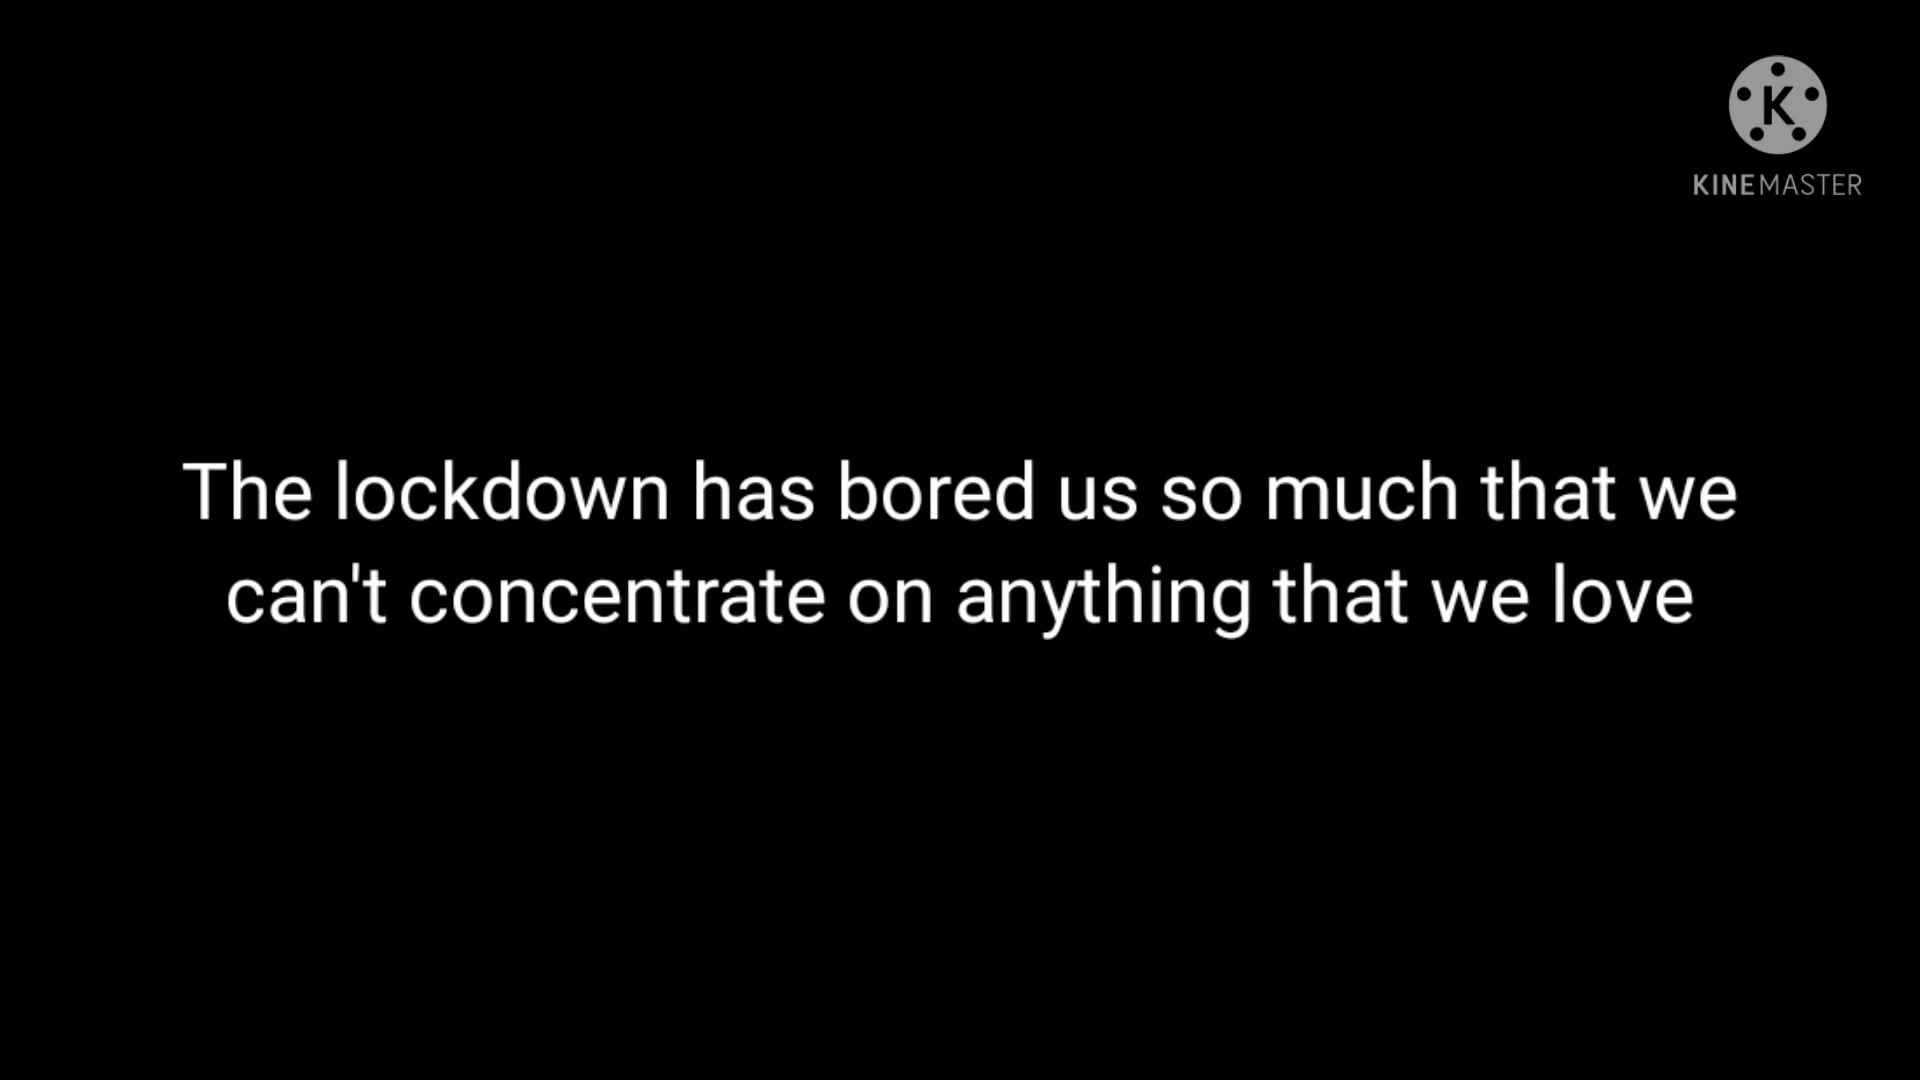 K
KINEMASTER
The lockdown has bored us so much that we
can't concentrate on anything that we love